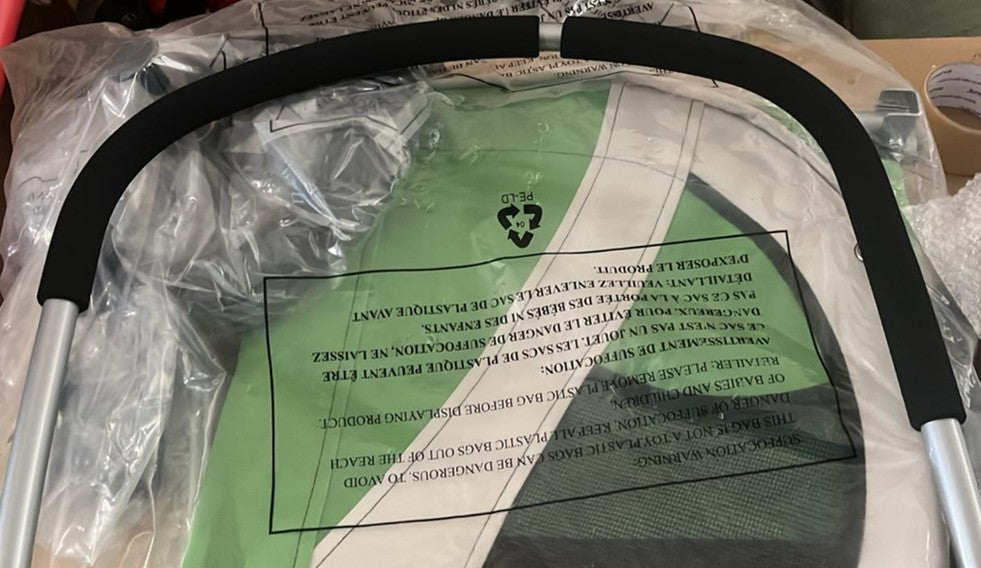 SUFFOCATION WARNING:
THIS BAG IS NOT A TOY.PLASTIC BAGS CAN BE DANGEROUS. TO AVOID
DANGER OF SUFFOCATION, KEEP ALL PLASTIC BAGS OUT OF THE REACH
OF BABIES AND CHILDREN.
RETAILER: PLEASE REMOVE PLASTIC BAG BEFORE DISPLAYING PRODUCT.
AVERTISSEMENT DE SUFFOCATION:
CE SAC N'EST PAS UN JOUET. LES SACS DE PLASTIQUE PEUVENT ÊTRE
DANGEREUX. POUR EVITER LE DANGER DE SUFFOCATION, NE LAISSEZ
PAS CE SAC À LA PORTÉE DES BÉBÉS NI DES ENFANTS.
DÉTAILLANT: VEUILLEZ ENLEVER LE SAC DE PLASTIQUE AVANT
D'EXPOSER LE PRODUIT.
04
PE-LD